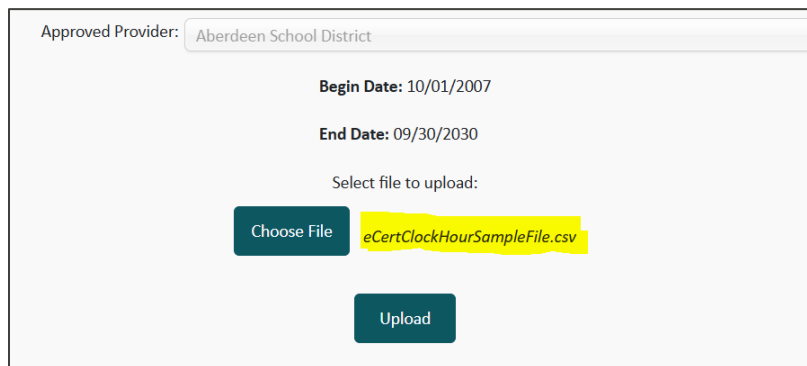 Approved Provider: Aberdeen School District
Begin Date: 10/01/2007
End Date: 09/30/2030
Select file to upload:
Choose File eCertClockHourSampleFile.csv
Upload